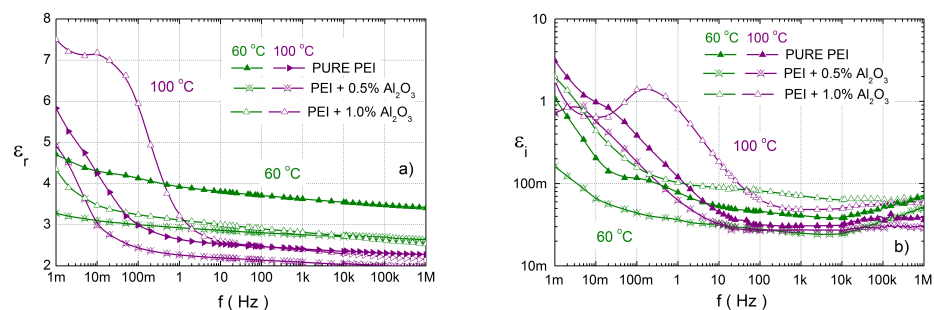 8
7
6
5
4
3
2
εr
60 °C 100 °C
PURE PEI
PEI + 0.5% Al2O3
PEI + 1.0% Al2O3
100 °C
60 °C
a)
1m 10m 100m 1 10 100 1k 10k 100k 1M
f ( Hz )
10
1
100m
10m
εi
60 °C 100 °C
PURE PEI
PEI + 0.5% Al2O3
PEI + 1.0% Al2O3
100 °C
60 °C
b)
1m 10m 100m 1 10 100 1k 10k 100k 1M
f ( Hz )